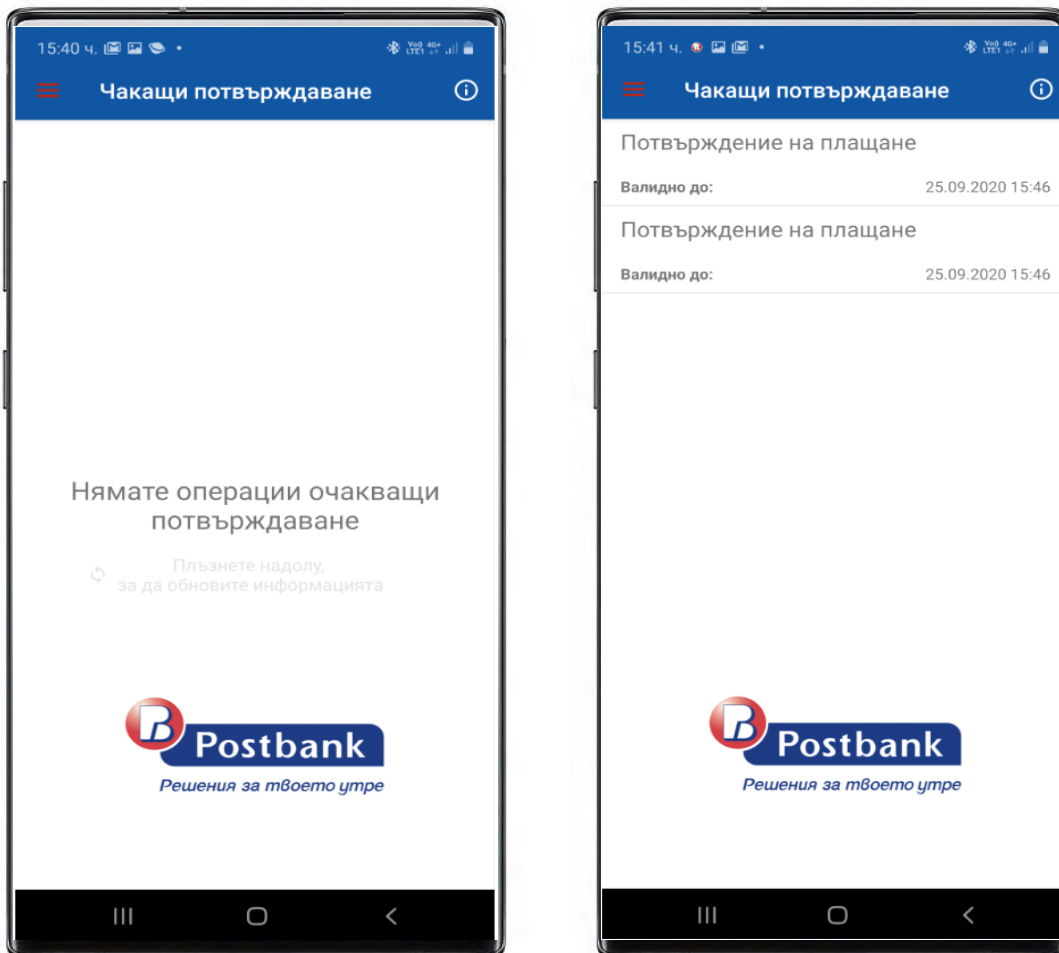 15:40 ч.
Чакащи потвърждаване
Нямате операции очакващи
потвърждаване
Плъзнете надолу,
за да обновите информацията
Postbank
Решения за твоето утре
15:41 ч.
Чакащи потвърждаване
Потвърждение на плащане
Валидно до: 25.09.2020 15:46
Потвърждение на плащане
Валидно до: 25.09.2020 15:46
Postbank
Решения за твоето утре